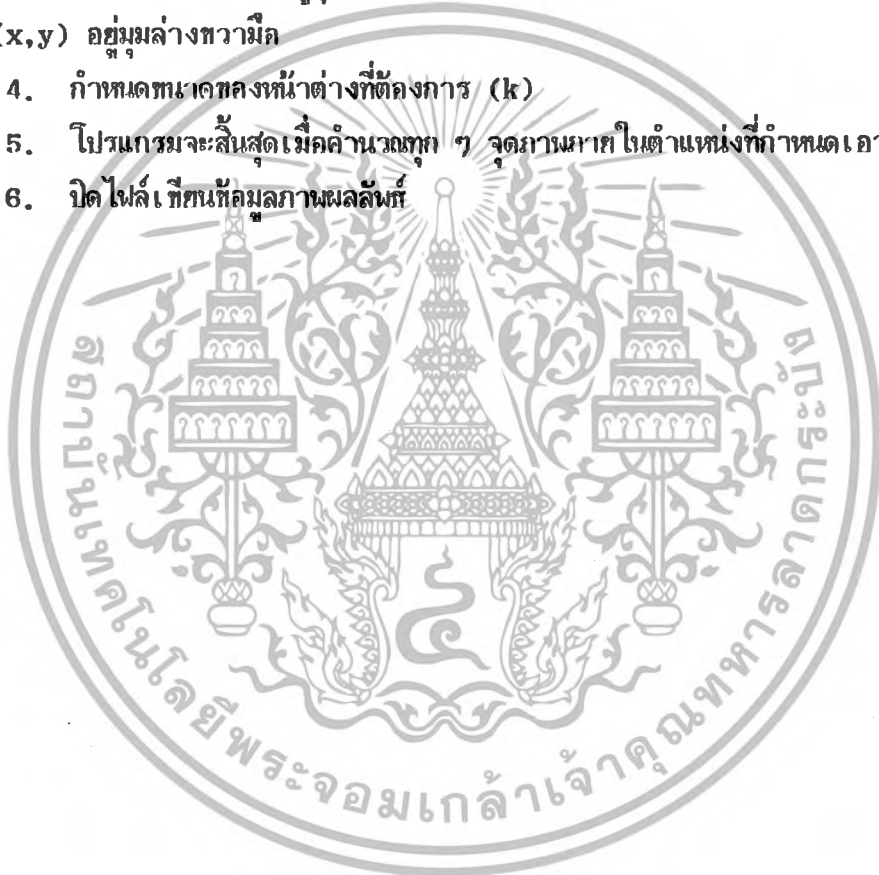 (x,y) อยู่มุมล่างขวามือ
4. กำหนดขนาดของหน้าต่างที่ต้องการ (k)
5. โปรแกรมจะสิ้นสุดเมื่อคำนวณทุก ๆ จุดภาพภายในตำแหน่งที่กำหนดเอา
6. ปิดไฟล์เขียนข้อมูลภาพผลลัพธ์
สถาบันเทคโนโลยีพระจอมเกล้าเจ้าคุณทหารลาดกระบัง